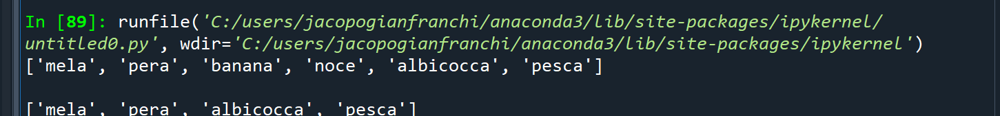 In [89]: runfile('C:/users/jacopogianfranchi/anaconda3/lib/site-packages/ipykernel/
untitled0.py', wdir='C:/users/jacopogianfranchi/anaconda3/lib/site-packages/ipykernel')
['mela', 'pera', 'banana', 'noce', 'albicocca', 'pesca']
['mela', 'pera', 'albicocca', 'pesca']